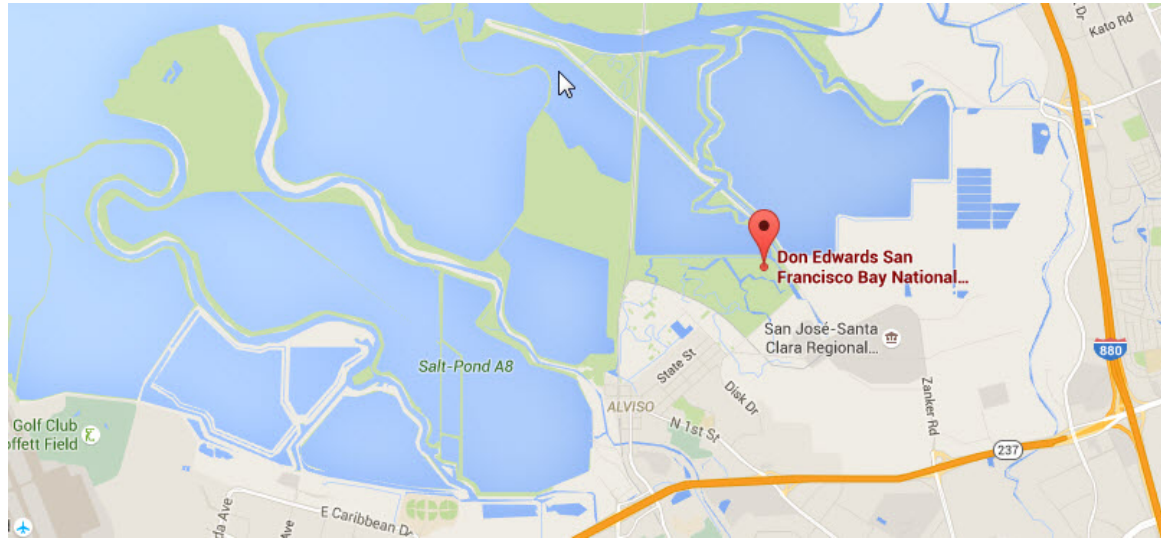 Kato Rd
Dr
Don Edwards San
Francisco Bay National...
San José-Santa
Clara Regional...
880
State St
Salt-Pond A8
Disk Dr
Zanker Rd
ALVISO
N 1st St
Golf Club
offett Field
237
E Caribbean Dr
da Ave